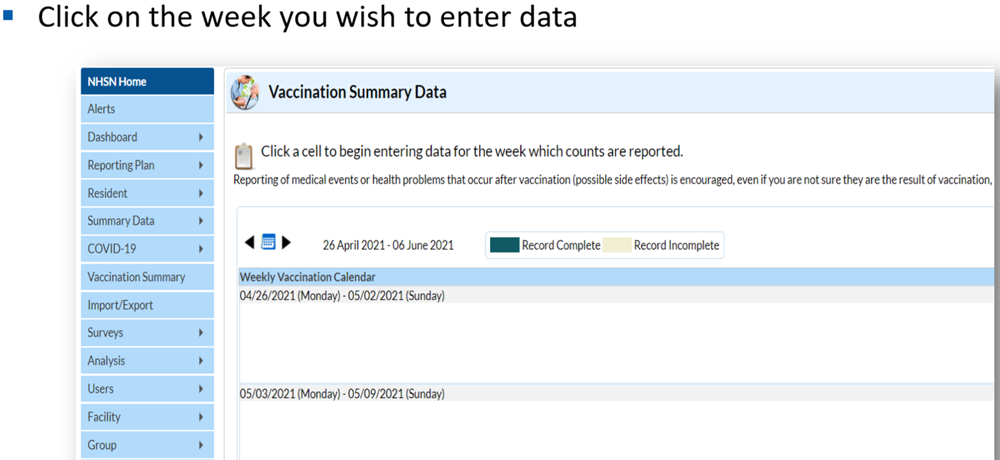 Click on the week you wish to enter data
NHSN Home
Alerts
Dashboard
Reporting Plan
Resident
Summary Data
COVID-19
Vaccination Summary
Import/Export
Surveys
Analysis
Users
Facility
Group
Vaccination Summary Data
Click a cell to begin entering data for the week which counts are reported.
Reporting of medical events or health problems that occur after vaccination (possible side effects) is encouraged, even if you are not sure they are the result of vaccination,
26 April 2021 - 06 June 2021
Record Complete Record Incomplete
Weekly Vaccination Calendar
04/26/2021 (Monday) - 05/02/2021 (Sunday)
05/03/2021 (Monday) - 05/09/2021 (Sunday)